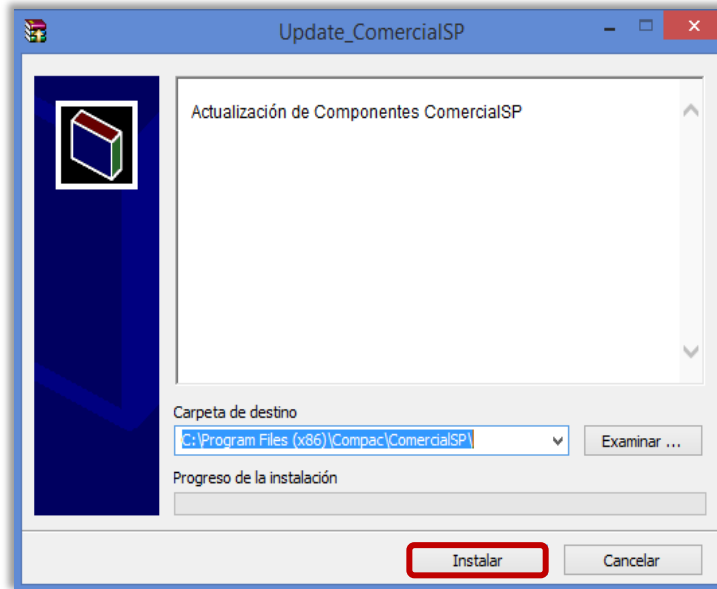 Update_ComercialSP
Actualización de Componentes ComercialSP
Carpeta de destino
C:\Program Files (x86)\Compac\ComercialSP\
Examinar ...
Progreso de la instalación
Instalar
Cancelar